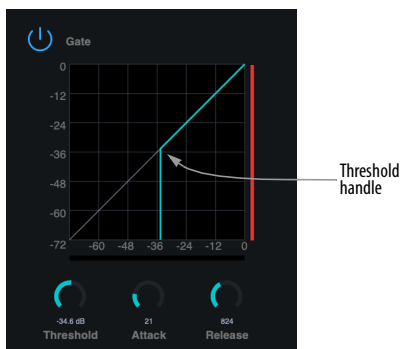 Gate
0
-12
-24
-36
-48
-60
-72 -60 -48 -36 -24 -12 0
Threshold
handle
-34.6 dB 21 824
Threshold Attack Release